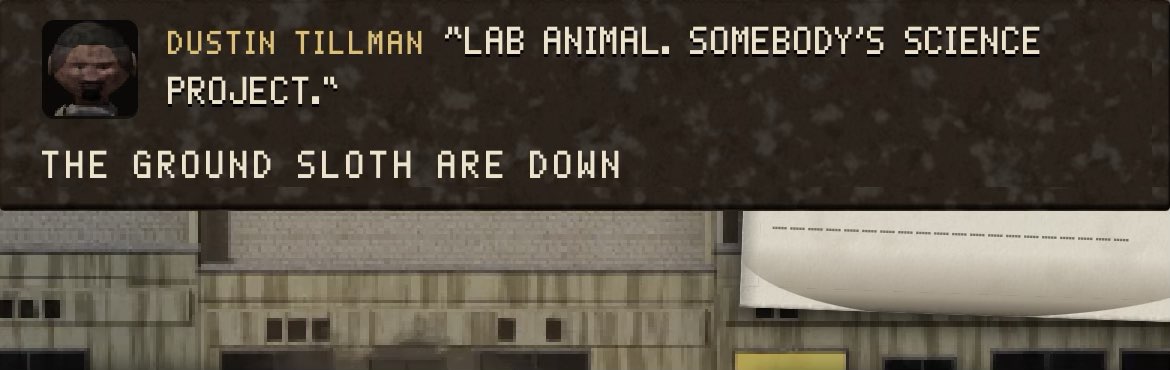 DUSTIN TILLMAN "LAB ANIMAL. SOMEBODY'S SCIENCE
PROJECT."
THE GROUND SLOTH ARE DOWN